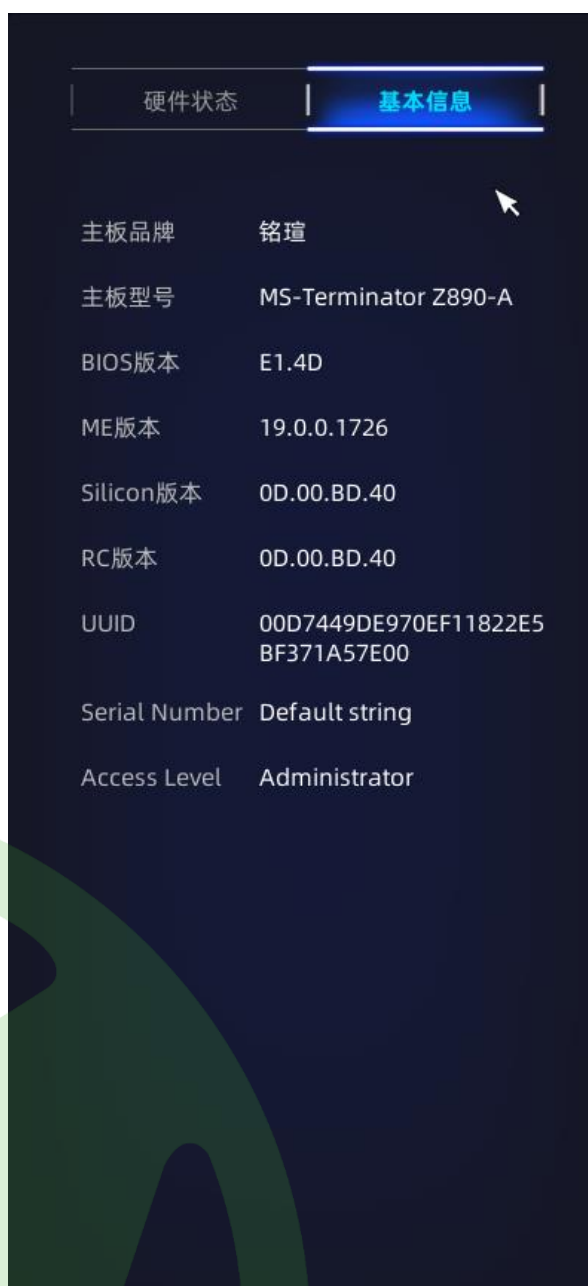 硬件状态 基本信息
主板品牌 铭瑄
主板型号 MS-Terminator Z890-A
BIOS版本 E1.4D
ME版本 19.0.0.1726
Silicon版本 0D.00.BD.40
RC版本 0D.00.BD.40
UUID 00D7449DE970EF11822E5
BF371A57E00
Serial Number Default string
Access Level Administrator